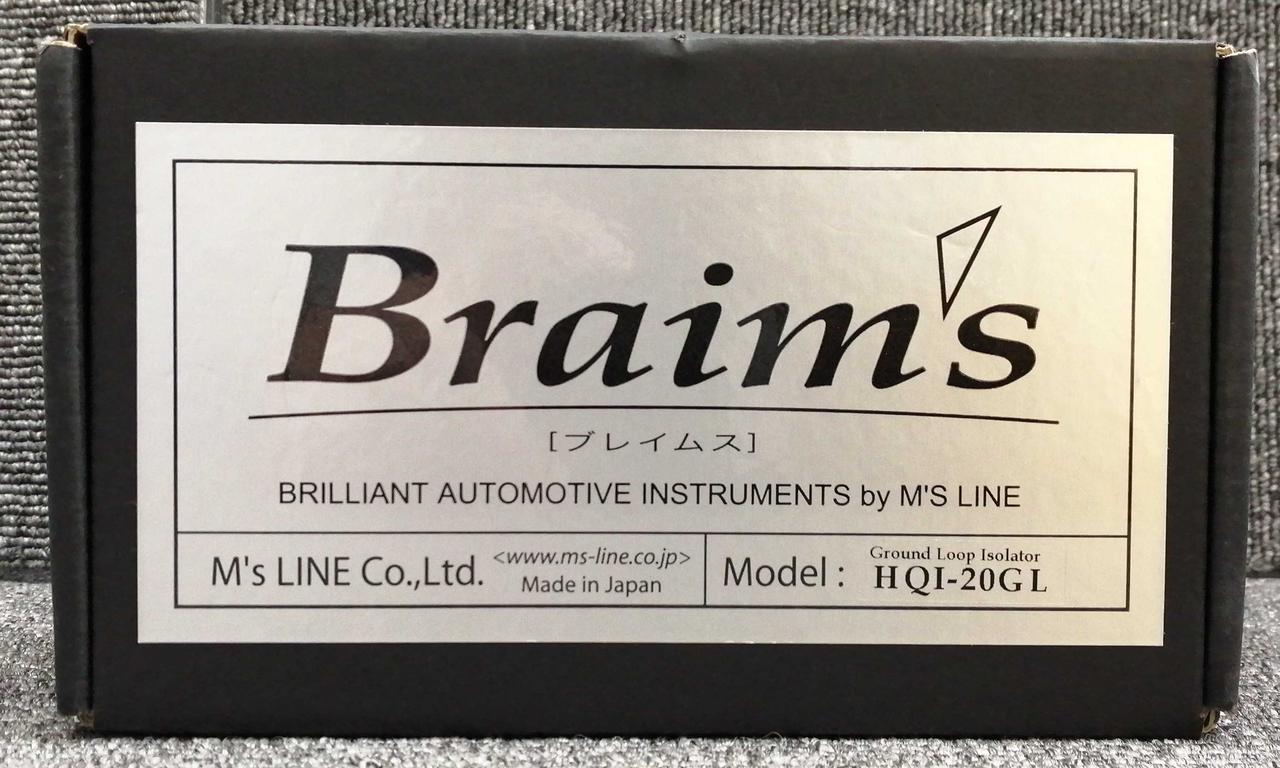 Braim's
[ブレイムス]
BRILLIANT AUTOMOTIVE INSTRUMENTS by M'S LINE
M's LINE Co.,Ltd.
<www.ms-line.co.jp>
Made in Japan
Model :
Ground Loop Isolator
HQI-20GL